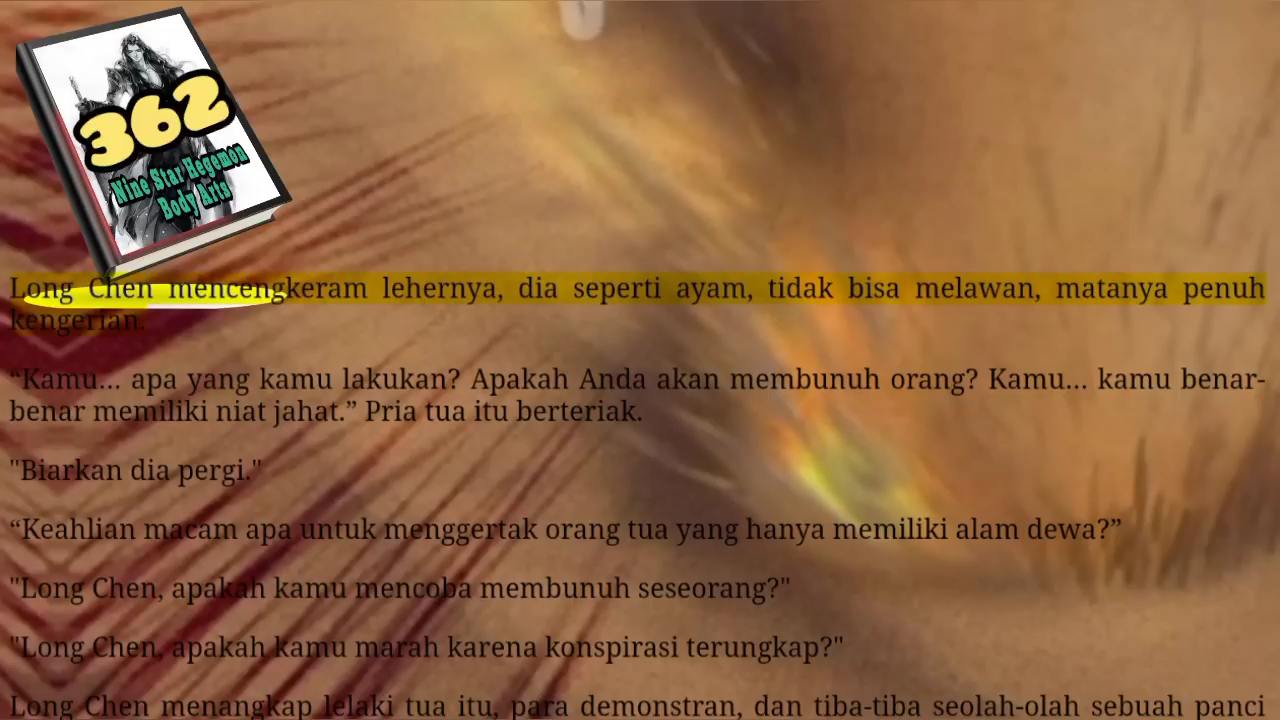 362
Nine Star Hegemon
Body Arts
Long Chen mencengkeram lehernya, dia seperti ayam, tidak bisa melawan, matanya penuh
kengerian.
“Kamu... apa yang kamu lakukan? Apakah Anda akan membunuh orang? Kamu... kamu benar-
benar memiliki niat jahat.” Pria tua itu berteriak.
"Biarkan dia pergi."
“Keahlian macam apa untuk menggertak orang tua yang hanya memiliki alam dewa?”
"Long Chen, apakah kamu mencoba membunuh seseorang?"
"Long Chen, apakah kamu marah karena konspirasi terungkap?"
Long Chen menangkap lelaki tua itu, para demonstran, dan tiba-tiba seolah-olah sebuah panci